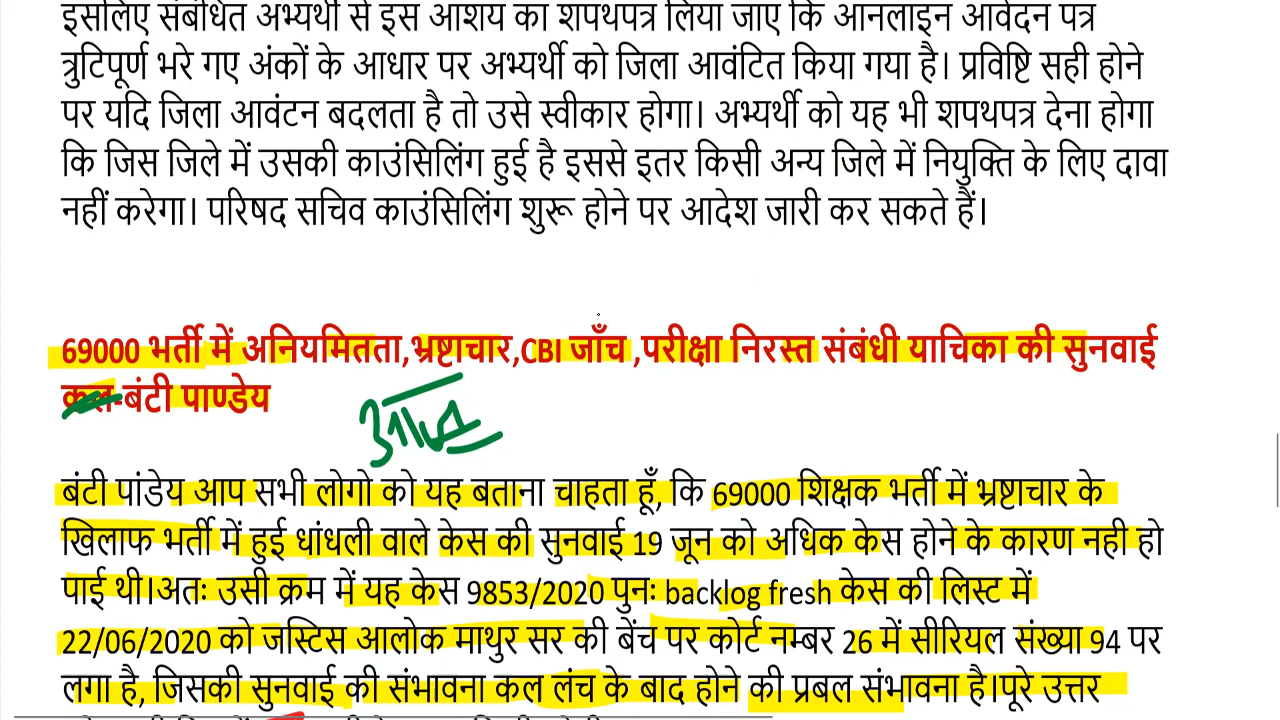 इसलिए संबंधित अभ्यर्थी से इस आशय का शपथपत्र लिया जाए कि ऑनलाइन आवेदन पत्र
त्रुटिपूर्ण भरे गए अंकों के आधार पर अभ्यर्थी को जिला आवंटित किया गया है। प्रविष्टि सही होने
पर यदि जिला आवंटन बदलता है तो उसे स्वीकार होगा। अभ्यर्थी को यह भी शपथपत्र देना होगा
कि जिस जिले में उसकी काउंसिलिंग हुई है इससे इतर किसी अन्य जिले में नियुक्ति के लिए दावा
नहीं करेगा। परिषद सचिव काउंसिलिंग शुरू होने पर आदेश जारी कर सकते हैं।
69000 भर्ती में अनियमितता,भ्रष्टाचार,CBI जाँच ,परीक्षा निरस्त संबंधी याचिका की सुनवाई
कल-बंटी पाण्डेय
आज
बंटी पांडेय आप सभी लोगो को यह बताना चाहता हूँ, कि 69000 शिक्षक भर्ती में भ्रष्टाचार के
खिलाफ भर्ती में हुई धांधली वाले केस की सुनवाई 19 जून को अधिक केस होने के कारण नही हो
पाई थी।अतः उसी क्रम में यह केस 9853/2020 पुनः backlog fresh केस की लिस्ट में
22/06/2020 को जस्टिस आलोक माथुर सर की बेंच पर कोर्ट नम्बर 26 में सीरियल संख्या 94 पर
लगा है, जिसकी सुनवाई की संभावना कल लंच के बाद होने की प्रबल संभावना है।पूरे उत्तर